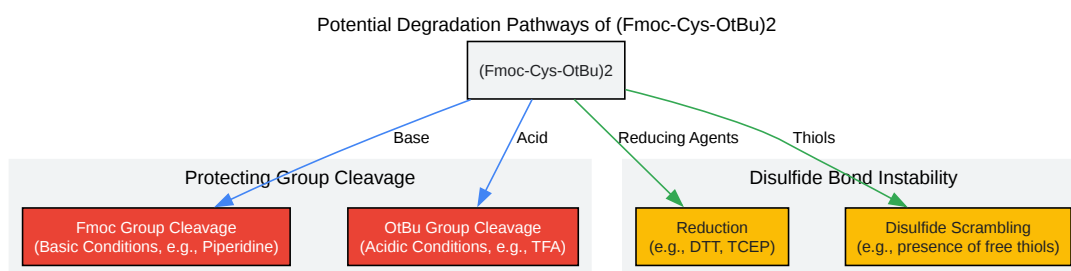 Potential Degradation Pathways of (Fmoc-Cys-OtBu)2
(Fmoc-Cys-OtBu)2
Base
Acid
Reducing Agents
Thiols
Protecting Group Cleavage
Disulfide Bond Instability
Fmoc Group Cleavage
(Basic Conditions, e.g., Piperidine)
OtBu Group Cleavage
(Acidic Conditions, e.g., TFA)
Reduction
(e.g., DTT, TCEP)
Disulfide Scrambling
(e.g., presence of free thiols)